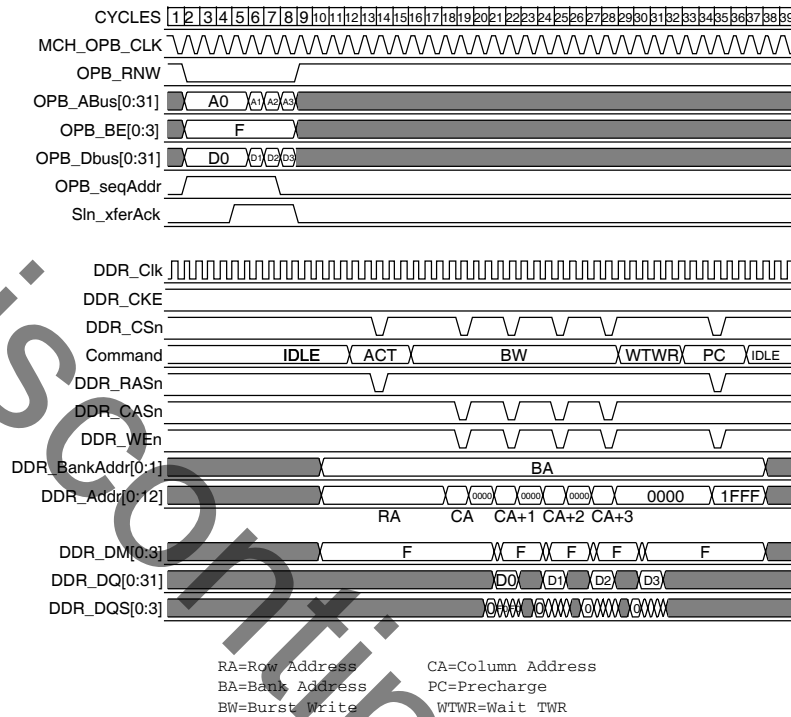 CYCLES 1 2 3 4 5 6 7 8 9 10 11 12 13 14 15 16 17 18 19 20 21 22 23 24 25 26 27 28 29 30 31 32 33 34 35 36 37 38 39
MCH_OPB_CLK
OPB_RNW
OPB_ABus[0:31] A0 A1 A2 A3
OPB_BE[0:3] F
OPB_Dbus[0:31] D0 D1 D2 D3
OPB_seqAddr
Sln_xferAck
DDR_Clk
DDR_CKE
DDR_CSn
Command IDLE ACT BW WTWR PC IDLE
DDR_RASn
DDR_CASn
DDR_WEn
DDR_BankAddr[0:1] BA
DDR_Addr[0:12] 0000 0000 0000 0000 1FFF
RA CA CA+1 CA+2 CA+3
DDR_DM[0:3] F F F F F
DDR_DQ[0:31] D0 D1 D2 D3
DDR_DQS[0:3] 0 0 0 0
RA=Row Address CA=Column Address
BA=Bank Address PC=Precharge
BW=Burst Write WTWR=Wait TWR